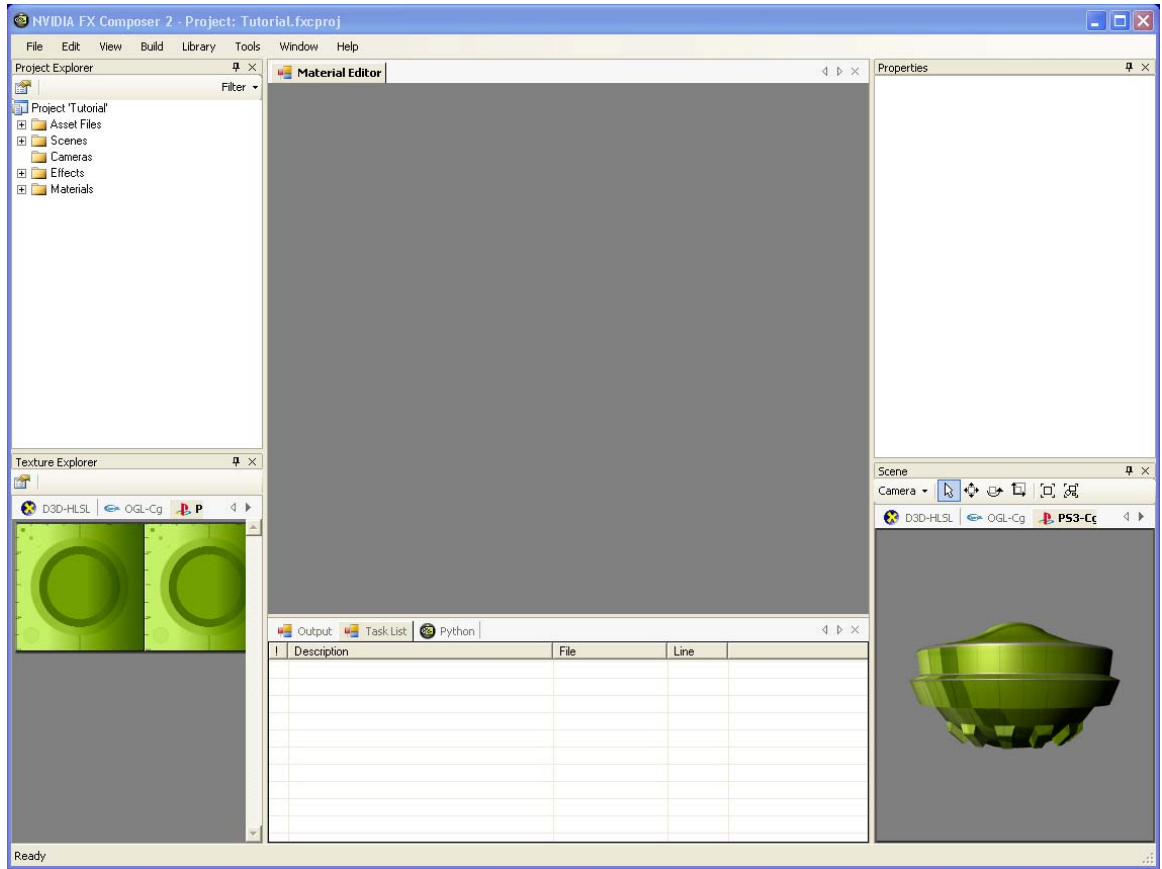 NVIDIA FX Composer 2 - Project: Tutorial.fxcproj
File Edit View Build Library Tools Window Help
Project Explorer
Filter
Project 'Tutorial'
Asset Files
Scenes
Cameras
Effects
Materials
Texture Explorer
D3D-HLSL OGL-Cg P
Material Editor
Output Task List Python
! Description File Line
Properties
Scene
Camera
D3D-HLSL OGL-Cg PS3-Cg
Ready